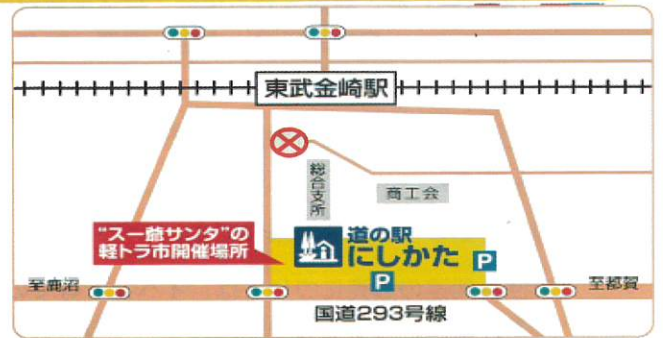 東武金崎駅
総合支所
商工会
“スー爺サンタ”の
軽トラ市開催場所
道の駅
にしかた
P
P
至鹿沼
至都賀
国道293号線